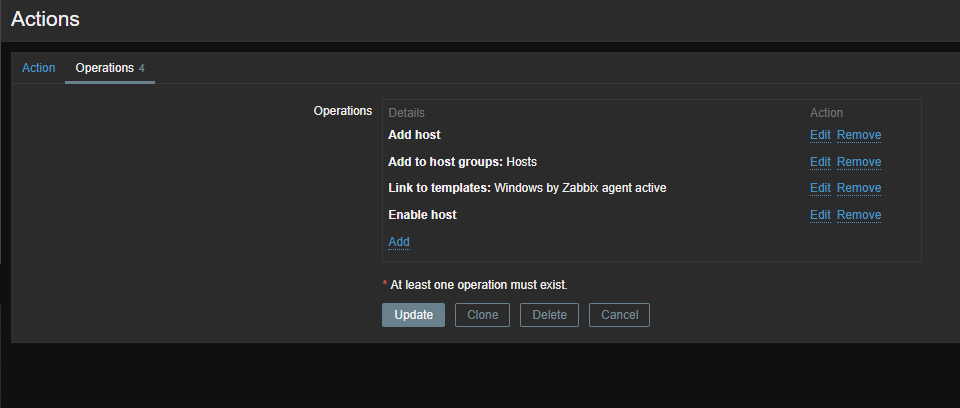 Actions
Action Operations 4
Operations Details Action
Add host Edit Remove
Add to host groups: Hosts Edit Remove
Link to templates: Windows by Zabbix agent active Edit Remove
Enable host Edit Remove
Add
* At least one operation must exist.
Update Clone Delete Cancel